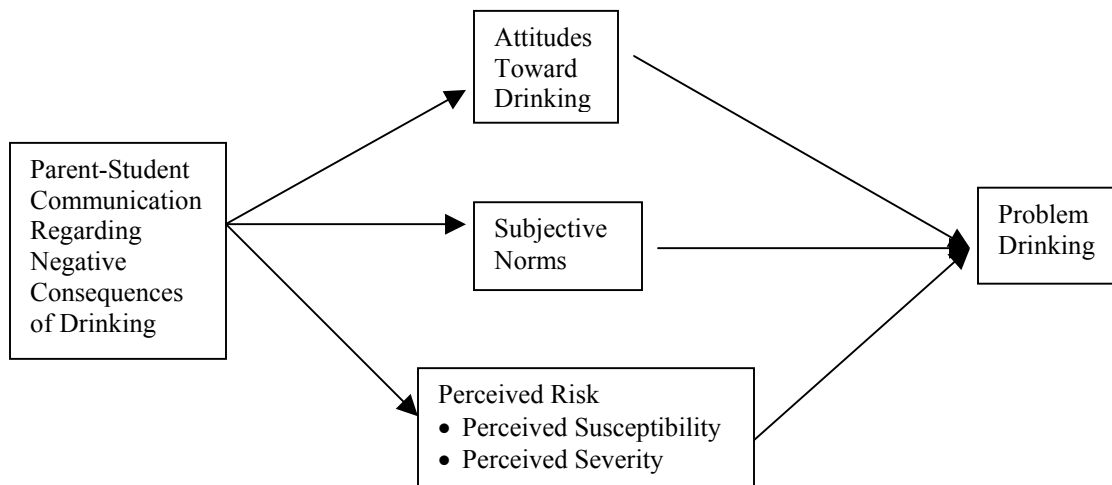 Attitudes
Toward
Drinking
Parent-Student
Communication
Regarding
Negative
Consequences
of Drinking
Subjective
Norms
Problem
Drinking
Perceived Risk
• Perceived Susceptibility
• Perceived Severity